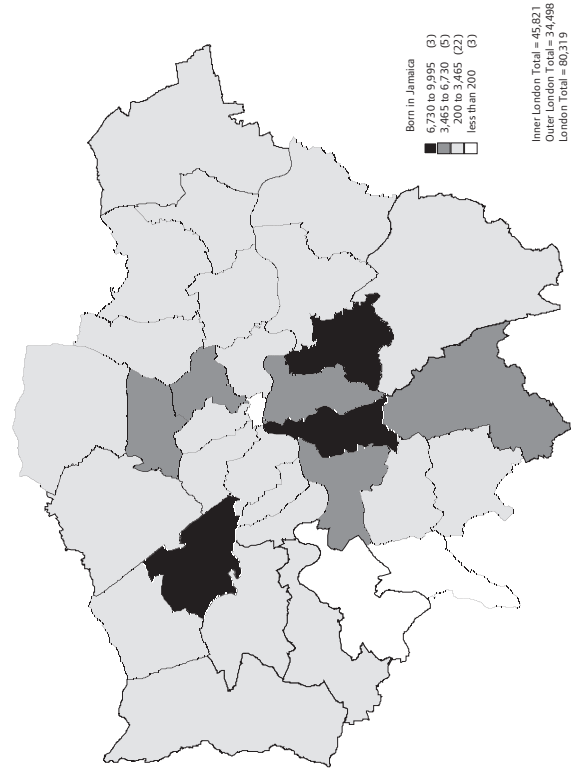 Born in Jamaica
6,730 to 9,995 (3)
3,465 to 6,730 (5)
200 to 3,465 (22)
less than 200 (3)
Inner London Total = 45,821
Outer London Total = 34,498
London Total = 80,319